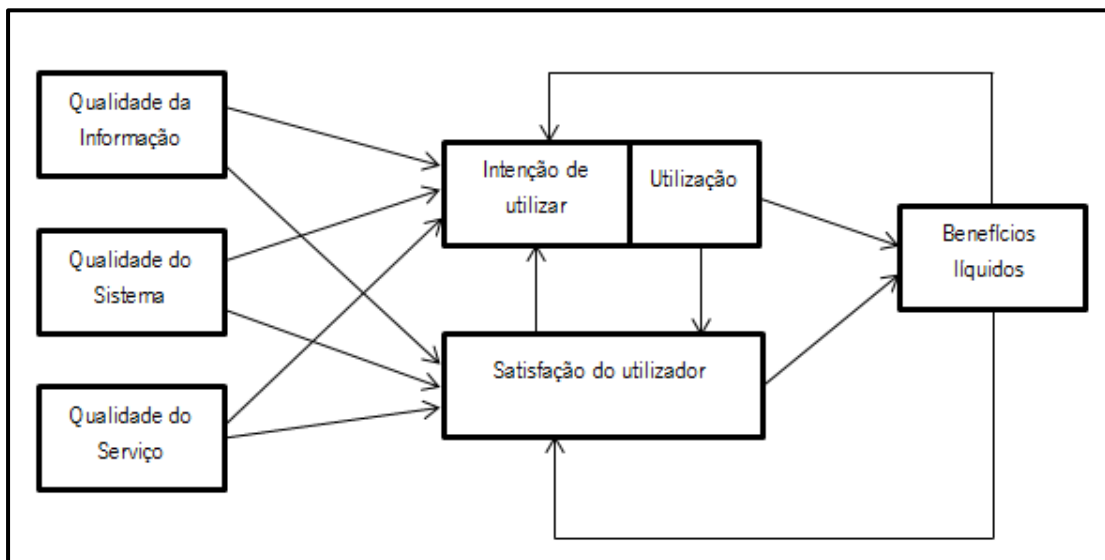 Qualidade da
Informação
Qualidade do
Sistema
Qualidade do
Serviço
Intenção de
utilizar
Utilização
Satisfação do utilizador
Benefícios
líquidos